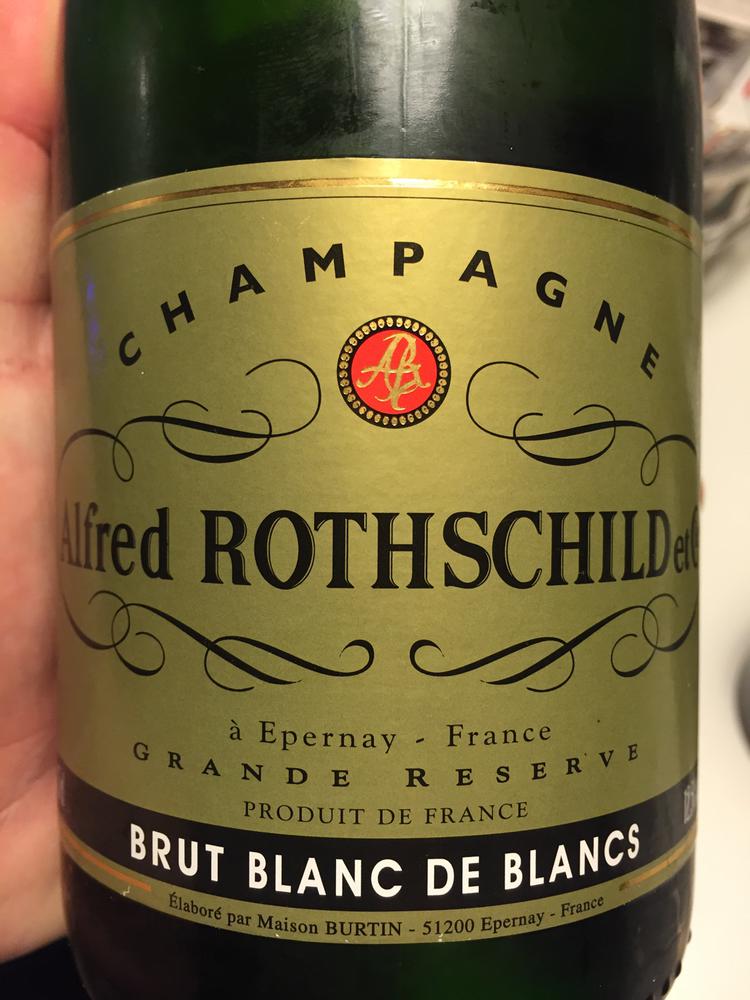 CHAMPAGNE
Alfred ROTHSCHILD et
à Epernay - France
GRANDE RESERVE
PRODUIT DE FRANCE
BRUT BLANC DE BLANCS
Élaboré par Maison BURTIN - 51200 Epernay - France